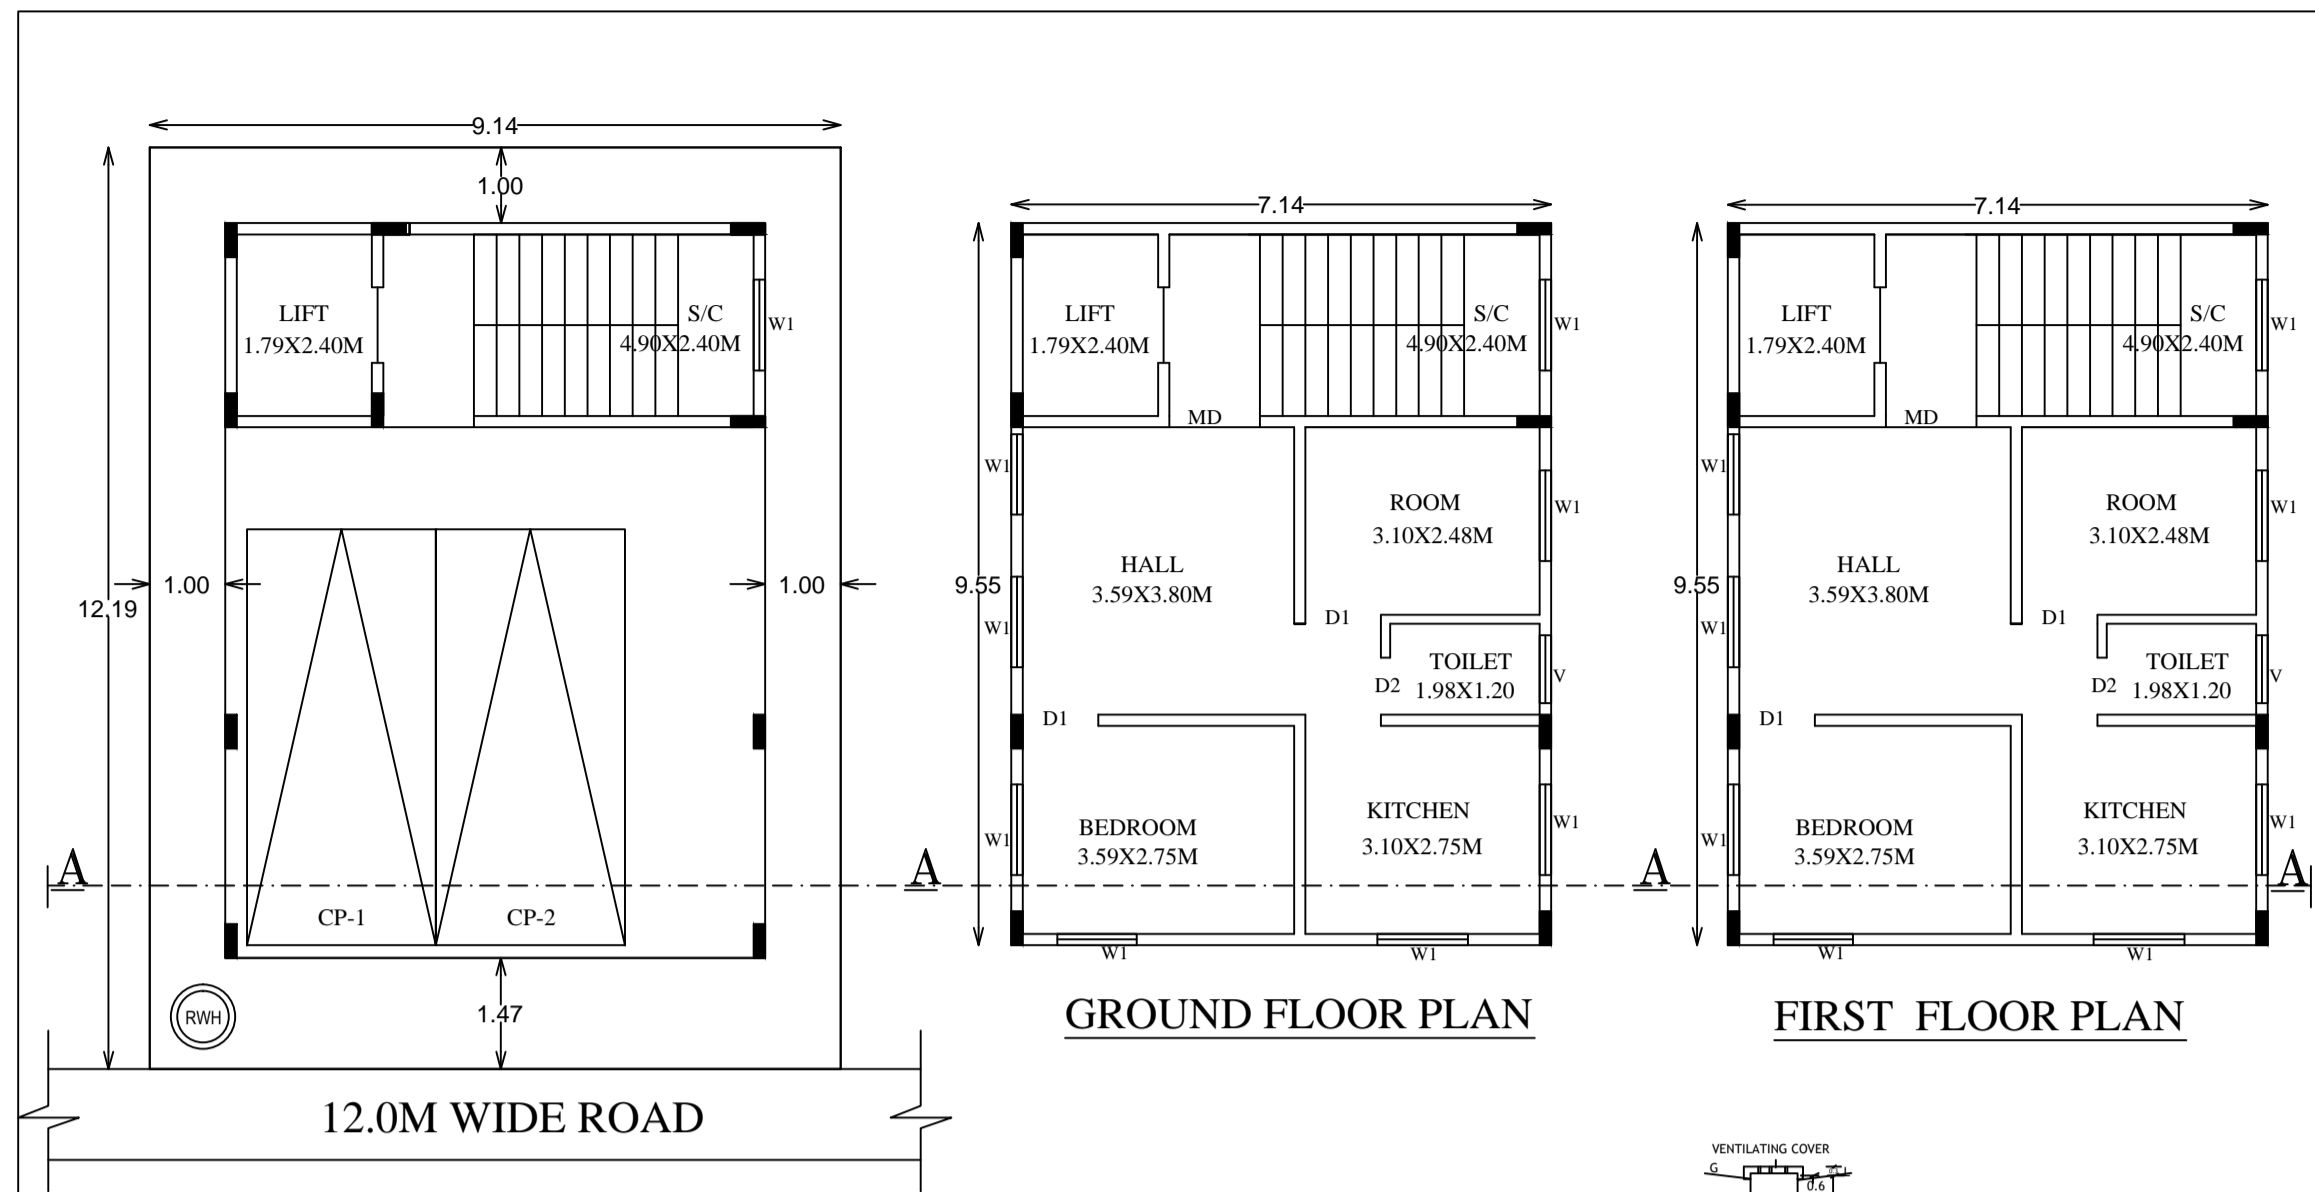 9.14
1.00
LIFT
1.79X2.40M
S/C
4.90X2.40M
W1
1.00
1.00
12.19
CP-1
CP-2
A
RWH
1.47
12.0M WIDE ROAD
7.14
LIFT
1.79X2.40M
S/C
4.90X2.40M
W1
MD
W1
ROOM
3.10X2.48M
W1
HALL
3.59X3.80M
9.55
W1
D1
TOILET
1.98X1.20
V
D2
D1
W1
BEDROOM
3.59X2.75M
KITCHEN
3.10X2.75M
W1
A
W1
W1
GROUND FLOOR PLAN
7.14
LIFT
1.79X2.40M
S/C
4.90X2.40M
W1
MD
W1
ROOM
3.10X2.48M
W1
HALL
3.59X3.80M
9.55
W1
D1
TOILET
1.98X1.20
V
D2
D1
W1
BEDROOM
3.59X2.75M
KITCHEN
3.10X2.75M
W1
A
A
W1
W1
FIRST FLOOR PLAN
VENTILATING COVER
G
0.6